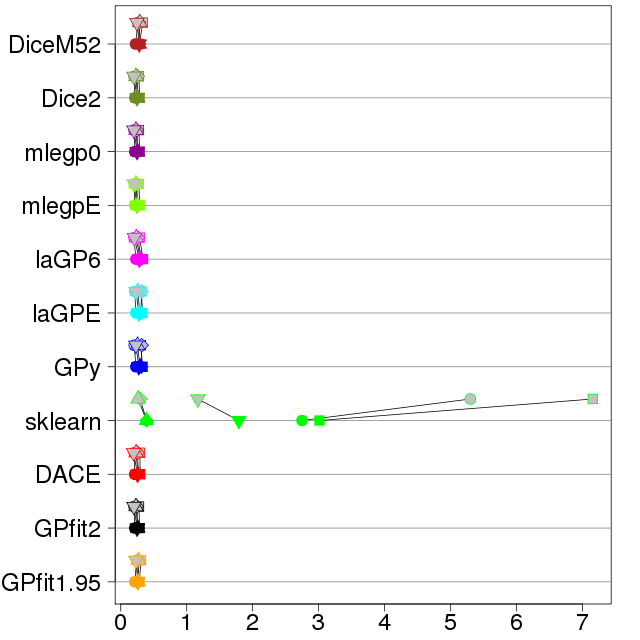 DiceM52
Dice2
mlegp0
mlegpE
laGP6
laGPE
GPy
sklearn
DACE
GPfit2
GPfit1.95
0 1 2 3 4 5 6 7